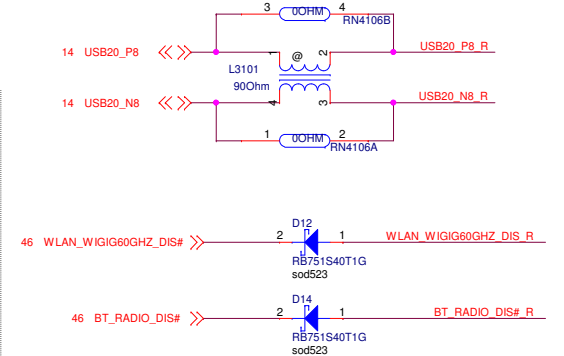 3 0OHM 4
RN4106B
14 USB20_P8 1 @ 2 USB20_P8_R
L3101
90Ohm
14 USB20_N8 4 3 USB20_N8_R
1 0OHM 2
RN4106A
D12
46 WLAN_WIGIG60GHZ_DIS# 2 1 WLAN_WIGIG60GHZ_DIS_R
RB751S40T1G
sod523
D14
46 BT_RADIO_DIS# 2 1 BT_RADIO_DIS#_R
RB751S40T1G
sod523